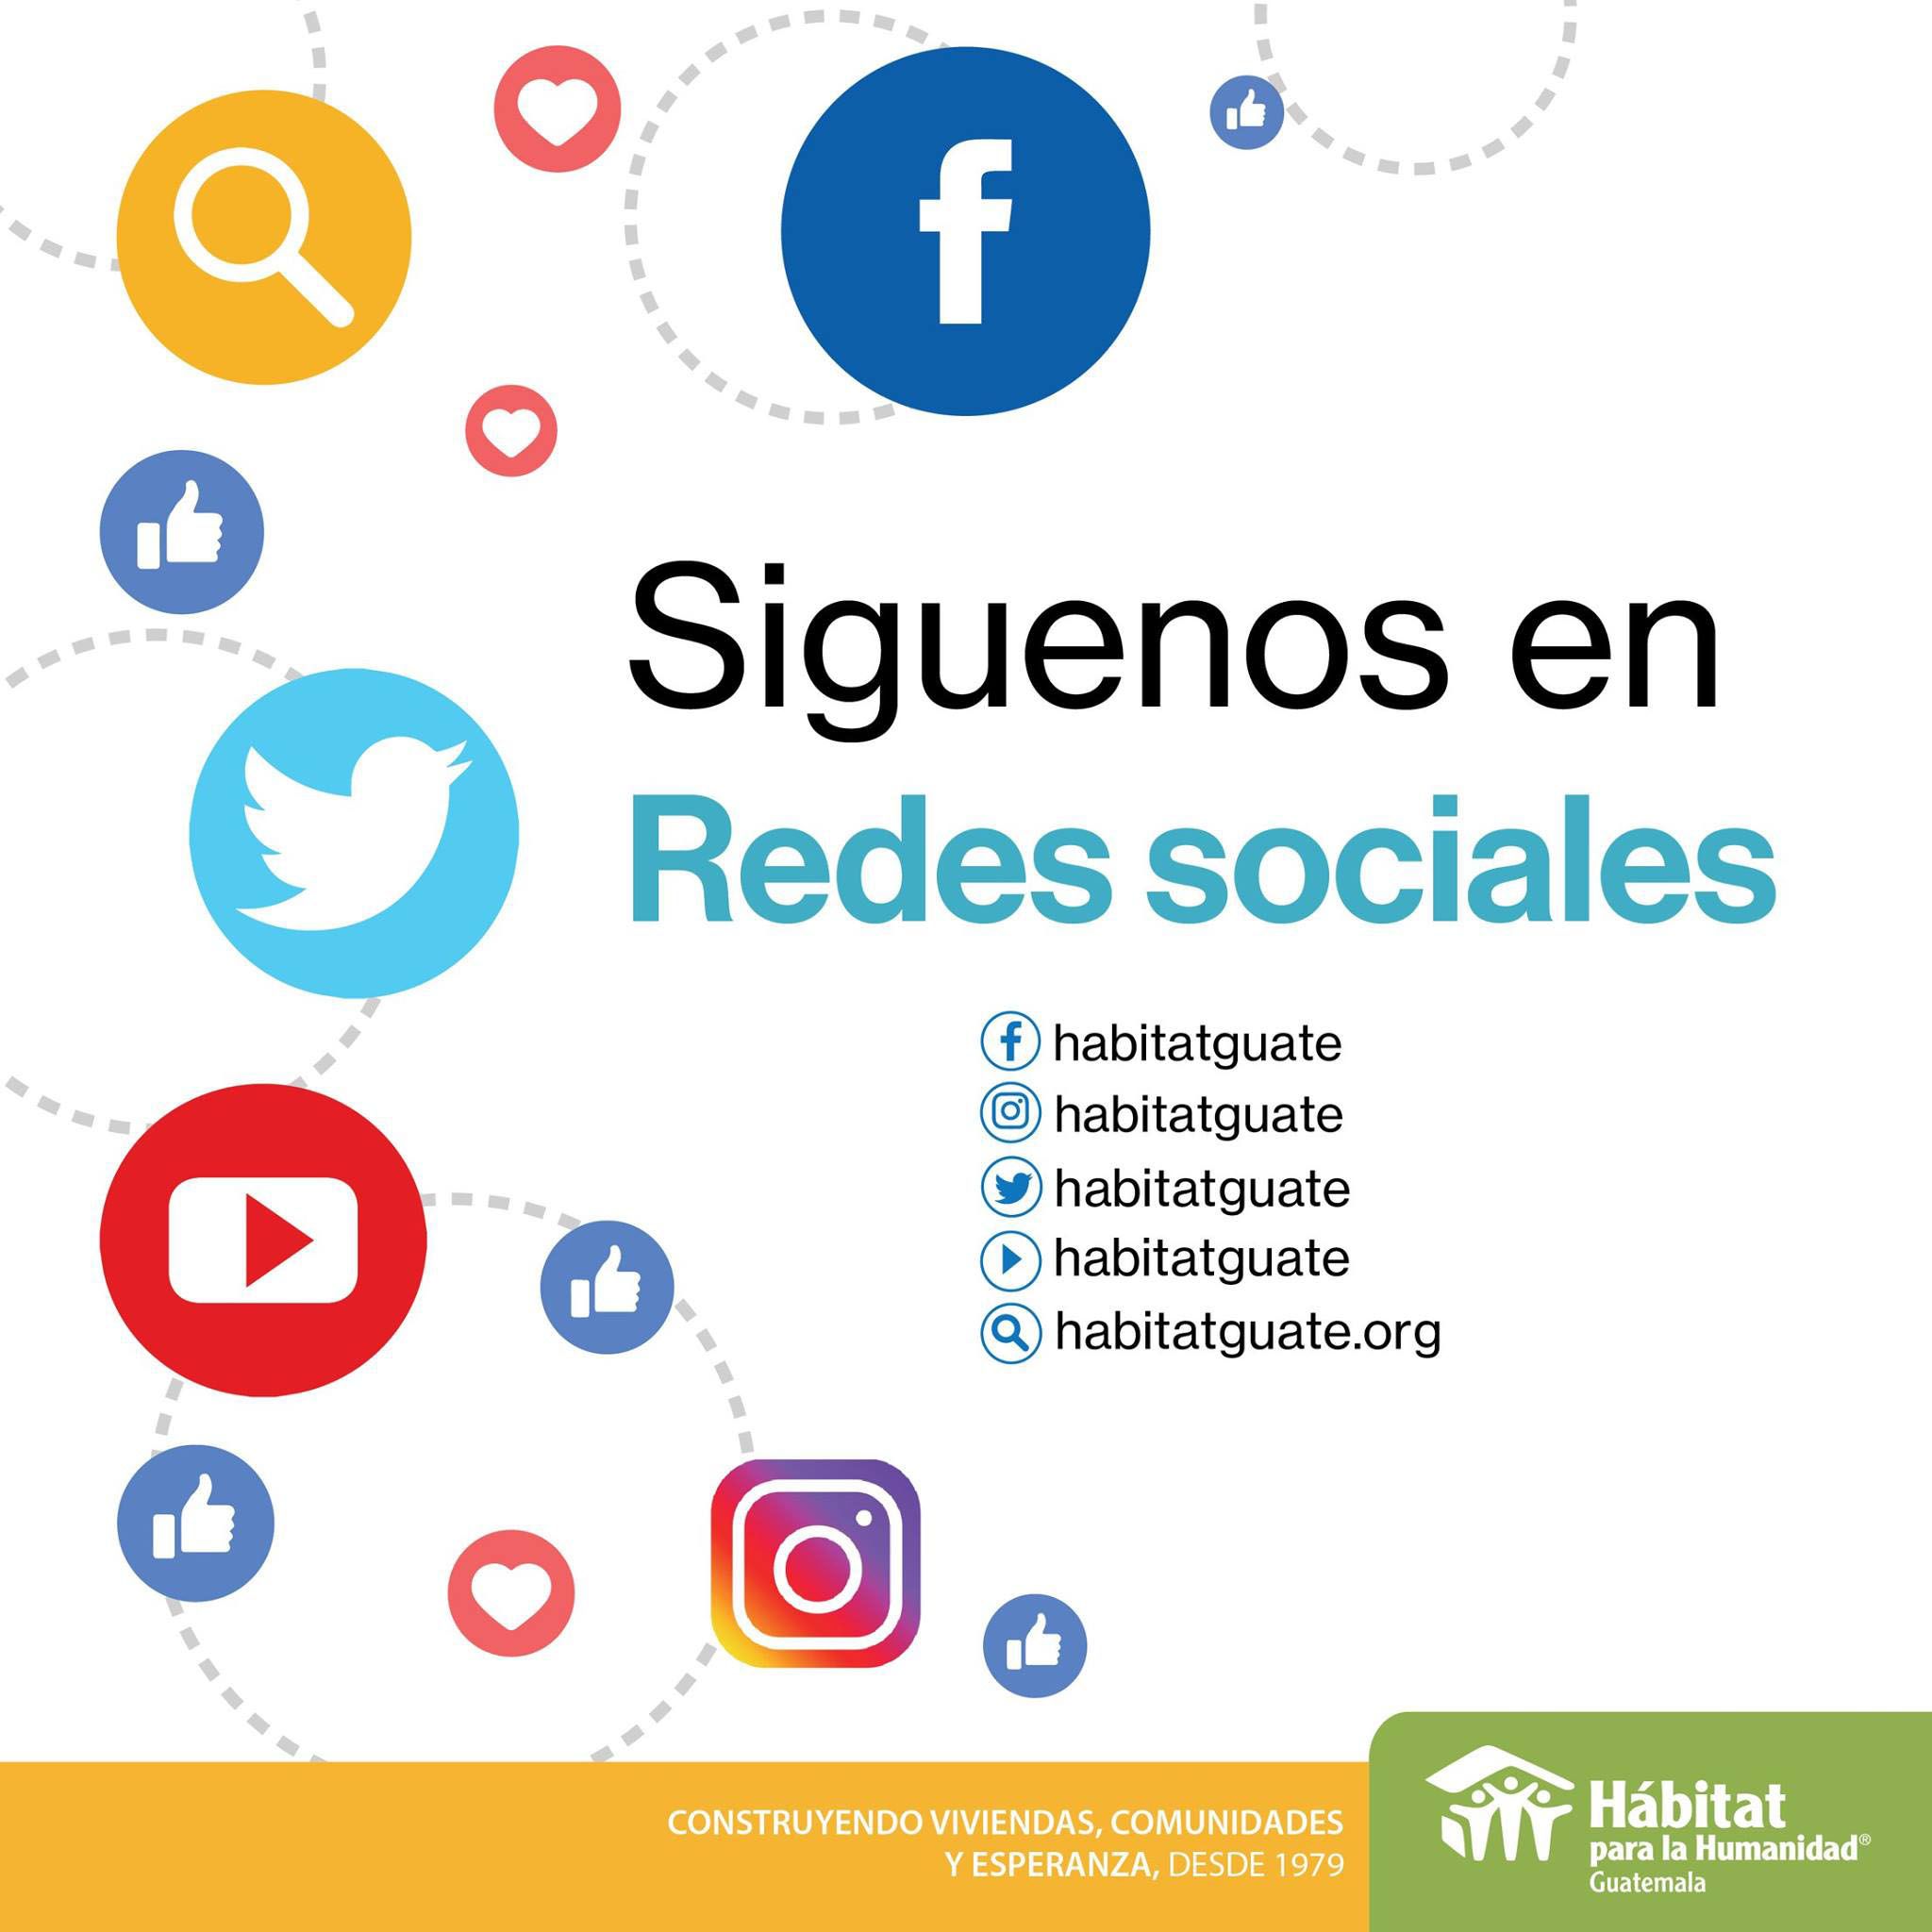 Siguenos en
Redes sociales
habitatguate
habitatguate
habitatguate
habitatguate
habitatguate.org
CONSTRUYENDO VIVIENDAS, COMUNIDADES
Y ESPERANZA, DESDE 1979
Hábitat
para la Humanidad®
Guatemala